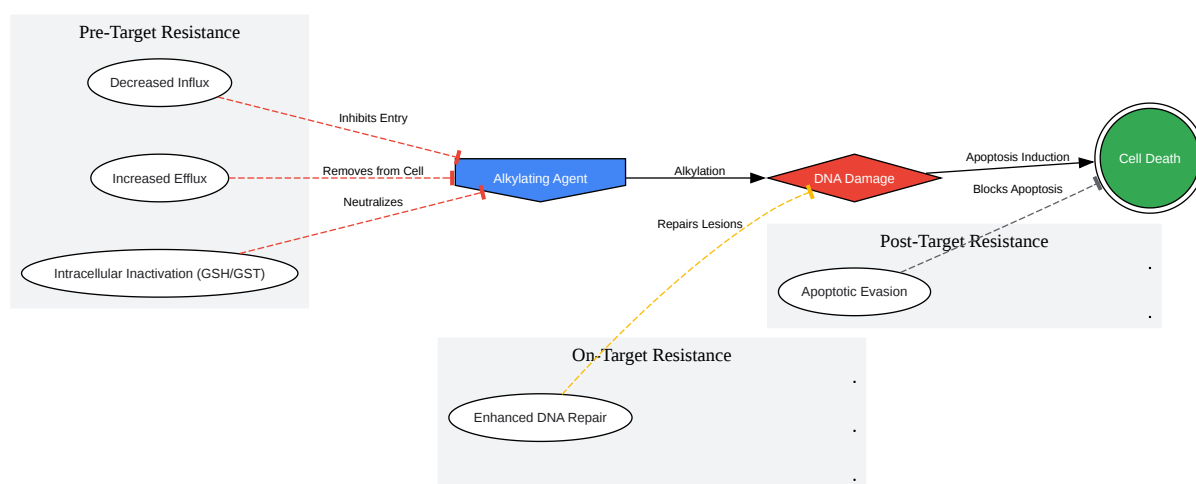 Pre-Target Resistance
Decreased Influx
Inhibits Entry
Increased Efflux
Removes from Cell
Neutralizes
Intracellular Inactivation (GSH/GST)
Alkylating Agent
Alkylation
DNA Damage
Apoptosis Induction
Cell Death
Blocks Apoptosis
Repairs Lesions
Post-Target Resistance
Apoptotic Evasion
On-Target Resistance
Enhanced DNA Repair